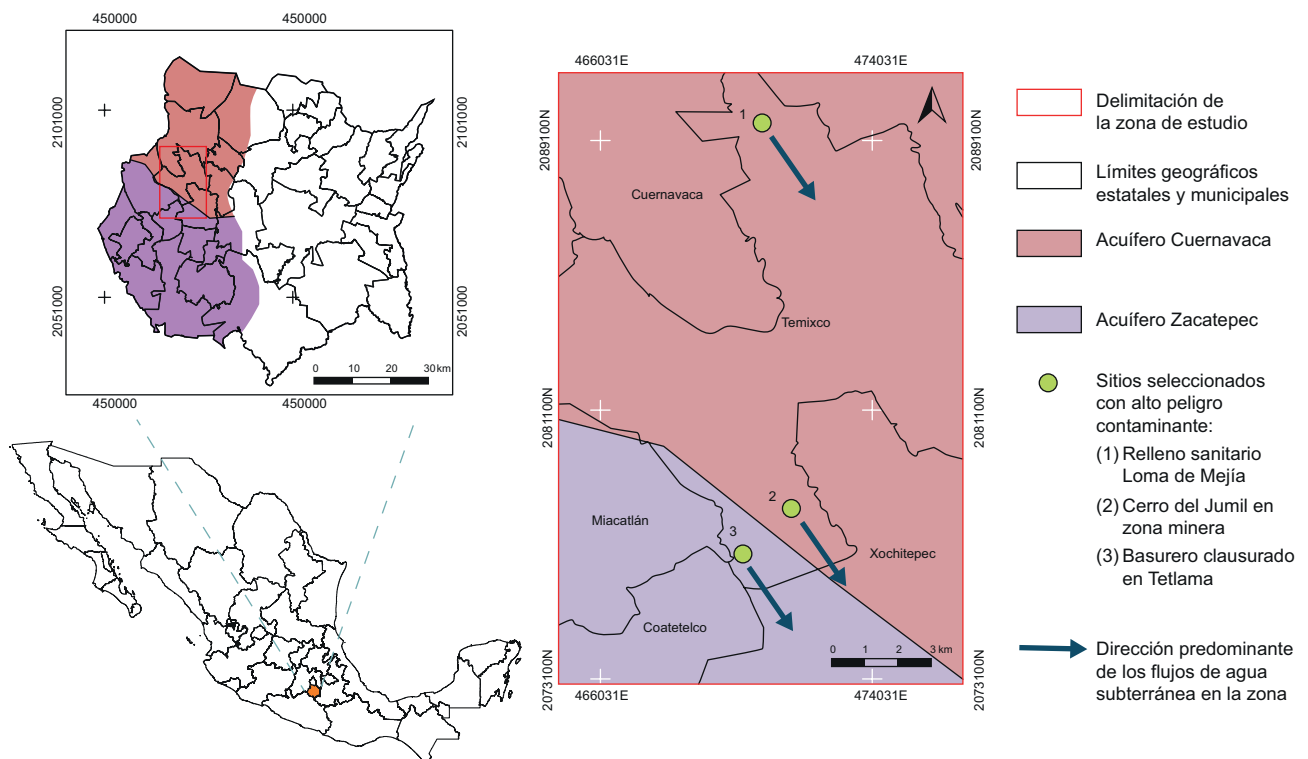 450000 450000
2101000 2101000
2051000 2051000
0 10 20 30 km
450000 450000
466031E 474031E
2089100N 2089100N
1
Cuernavaca
Temixco
2081100N 2081100N
2
Miacatlán
3
Xochitepec
Coatetelco
0 1 2 3 km
2073100N 2073100N
466031E 474031E
Delimitación de
la zona de estudio
Límites geográficos
estatales y municipales
Acuífero Cuernavaca
Acuífero Zacatepec
Sitios seleccionados
con alto peligro
contaminante:
(1) Relleno sanitario
Loma de Mejía
(2) Cerro del Jumil en
zona minera
(3) Basurero clausurado
en Tetlama
Dirección predominante
de los flujos de agua
subterránea en la zona